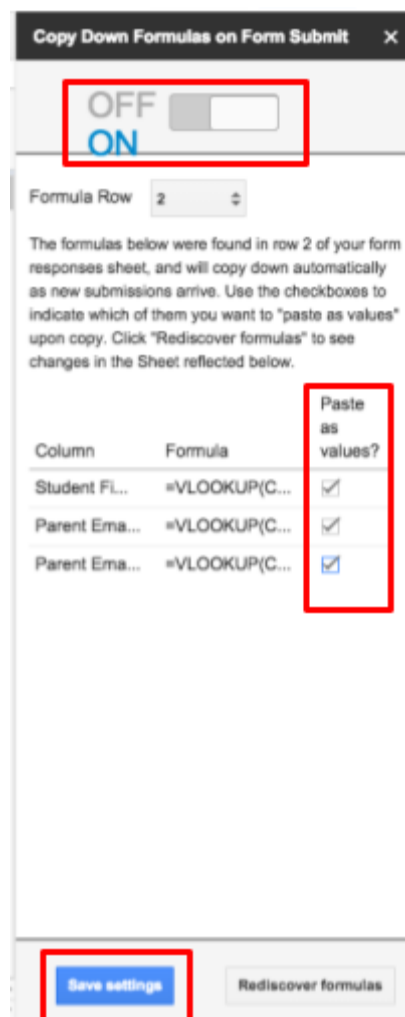 Copy Down Formulas on Form Submit ×
OFF
ON
Formula Row 2
The formulas below were found in row 2 of your form
responses sheet, and will copy down automatically
as new submissions arrive. Use the checkboxes to
indicate which of them you want to "paste as values"
upon copy. Click "Rediscover formulas" to see
changes in the Sheet reflected below.
Paste
as
Column Formula values?
Student Fi... =VLOOKUP(C...
Parent Ema... =VLOOKUP(C...
Parent Ema... =VLOOKUP(C...
Save settings Rediscover formulas